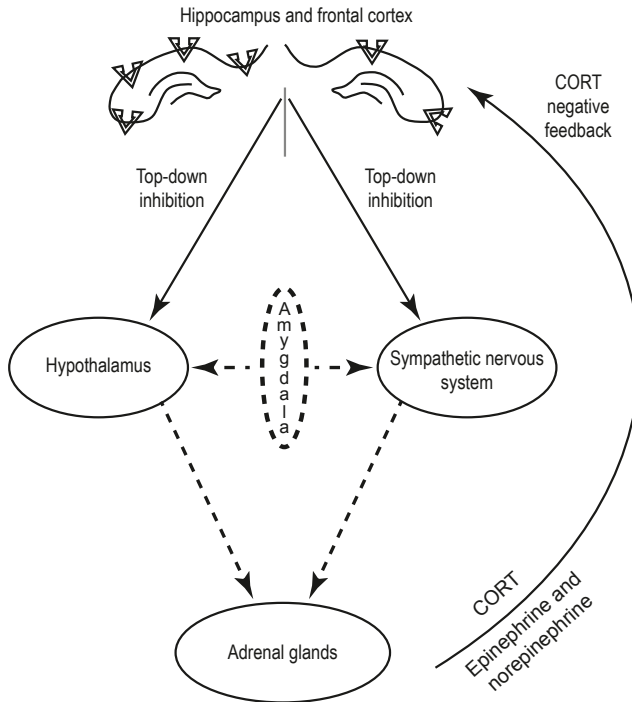 Hippocampus and frontal cortex
CORT
negative
feedback
Top-down
inhibition
Top-down
inhibition
Amygdala
Hypothalamus
Sympathetic nervous
system
Adrenal glands
CORT
Epinephrine and
norepinephrine